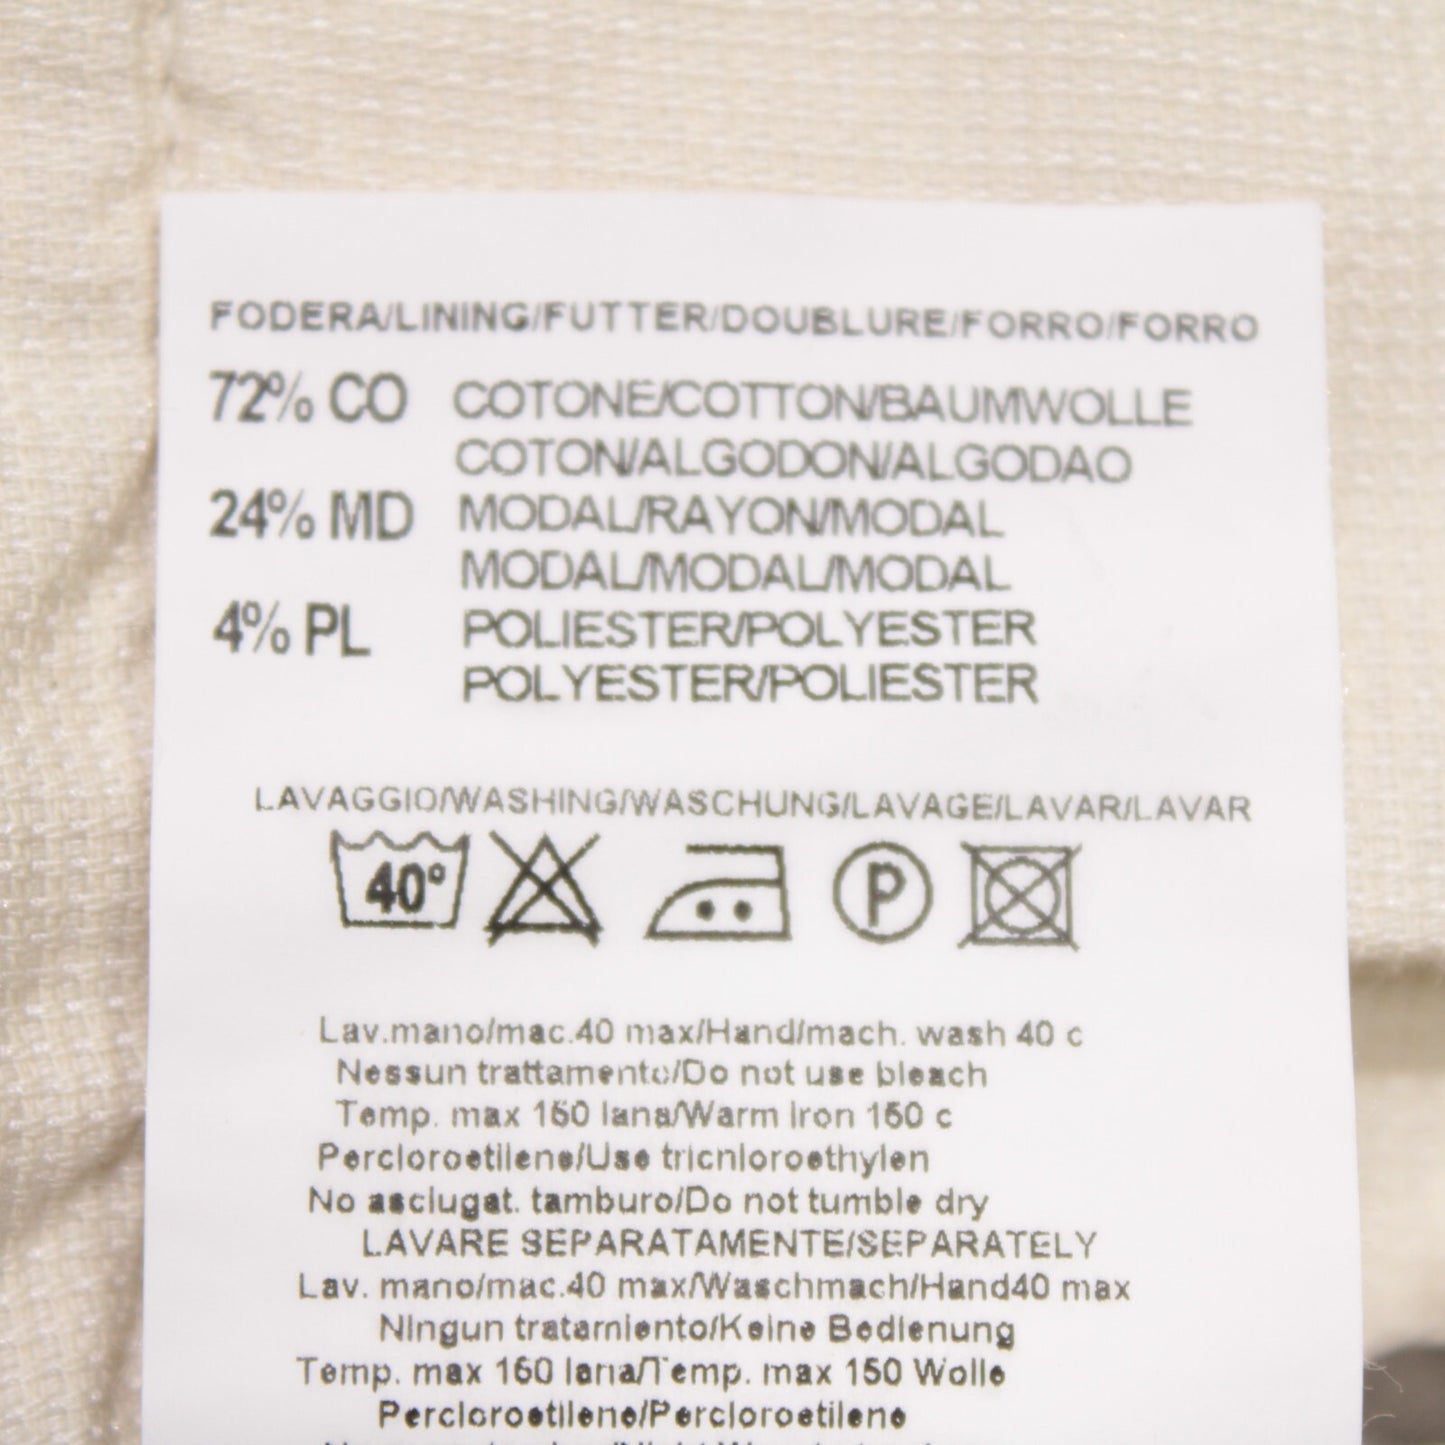 FODERA/LINING/FUTTER/DOUBLURE/FORRO/FORRO
72% CO COTONE/COTTON/BAUMWOLLE
COTON/ALGODON/ALGODAO
24% MD MODAL/RAYON/MODAL
MODAL/MODAL/MODAL
4% PL POLIESTER/POLYESTER
POLYESTER/POLIESTER
LAVAGGIO/WASHING/WASCHUNG/LAVAGE/LAVAR/LAVAR
40° P
Lav.mano/mac.40 max/Hand/mach. wash 40 c
Nessun trattamento/Do not use bleach
Temp. max 150 lana/Warm iron 150 c
Percloroetilene/Use tricnloroethylen
No asciugat. tamburo/Do not tumble dry
LAVARE SEPARATAMENTE/SEPARATELY
Lav. mano/mac.40 max/Waschmach/Hand40 max
Ningun tratamiento/Keine Bedienung
Temp. max 150 lana/Temp. max 150 Wolle
Percloroetilene/Percloroetilene